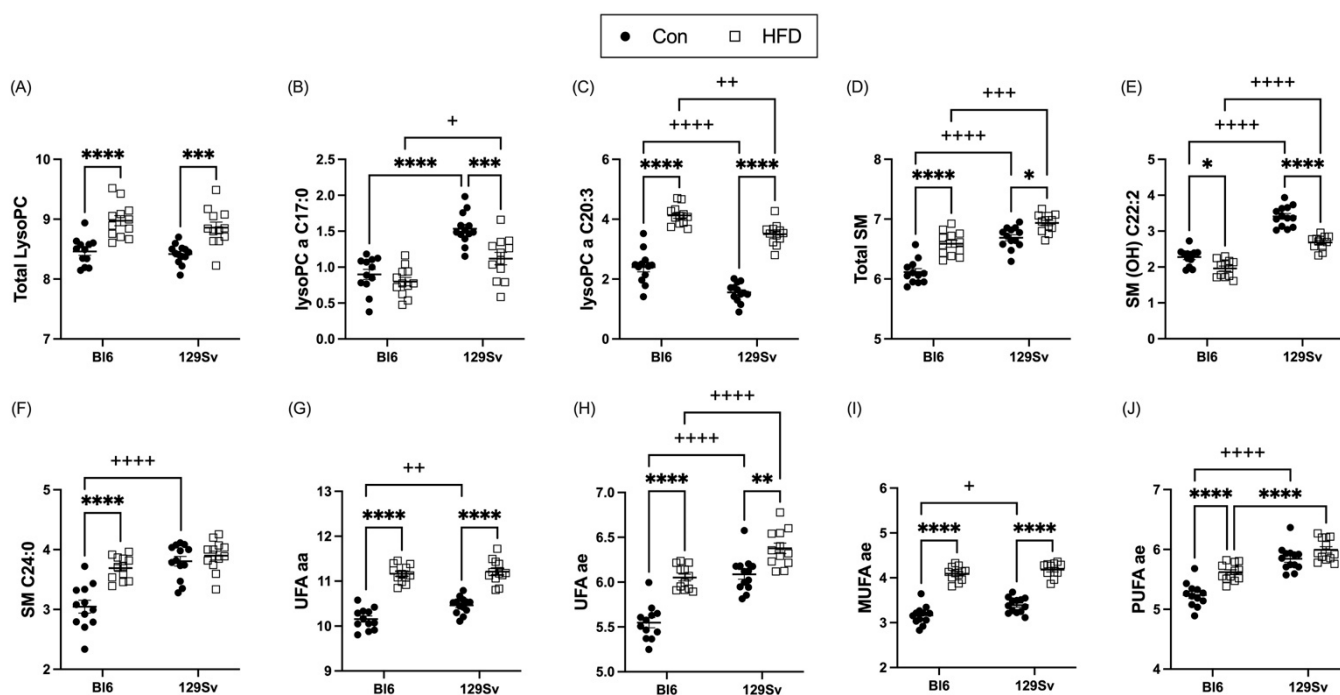 Con HFD
(A)
Total LysoPC
****
***
10
9
8
7
Bl6 129Sv
(B)
lysoPC a C17:0
+
****
***
2.5
2.0
1.5
1.0
0.5
0.0
Bl6 129Sv
(C)
lysoPC a C20:3
++
++++
****
****
6
4
2
0
Bl6 129Sv
(D)
Total SM
+++
++++
****
*
8
7
6
5
Bl6 129Sv
(E)
SM (OH) C22:2
++++
++++
*
****
5
4
3
2
1
0
Bl6 129Sv
(F)
SM C24:0
++++
****
5
4
3
2
Bl6 129Sv
(G)
UFA aa
++
****
****
13
12
11
10
9
Bl6 129Sv
(H)
UFA ae
++++
++++
****
**
7.0
6.5
6.0
5.5
5.0
Bl6 129Sv
(I)
MUFA ae
+
****
****
6
5
4
3
2
Bl6 129Sv
(J)
PUFA ae
++++
****
****
7
6
5
4
Bl6 129Sv